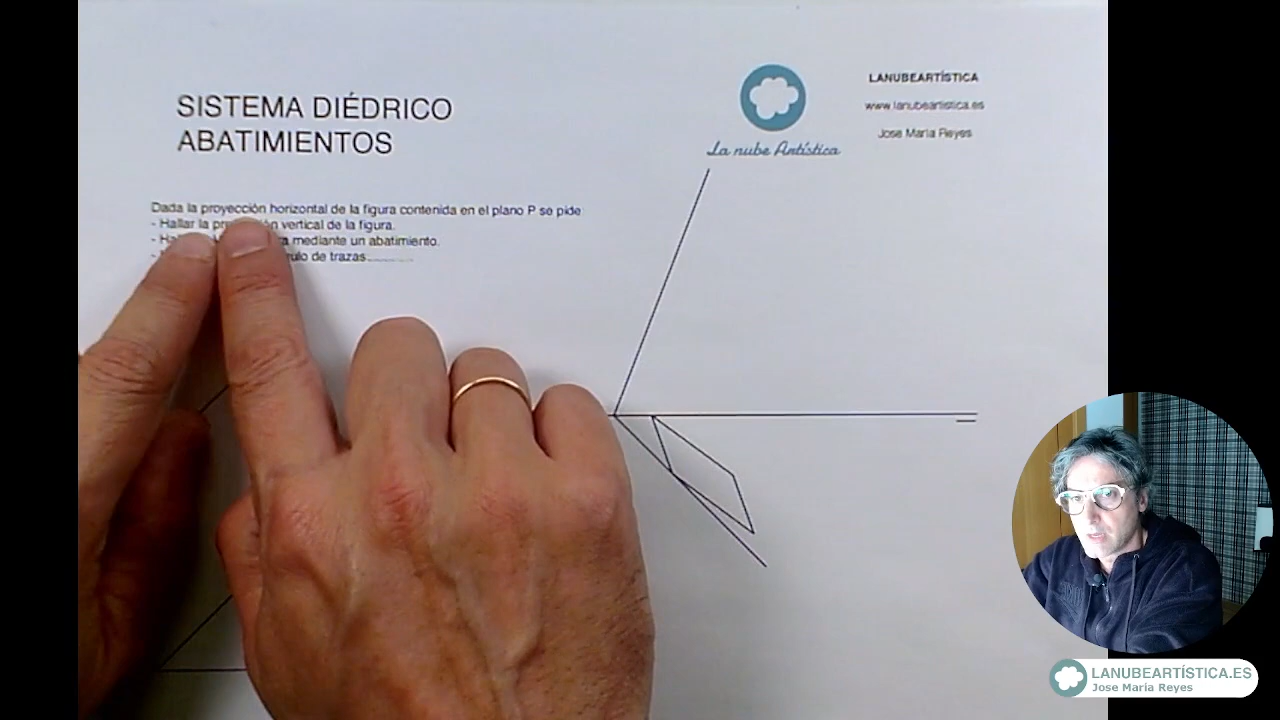 SISTEMA DIÉDRICO
ABATIMIENTOS
La nube Artística
LANUBEARTÍSTICA
www.lanubeartistica.es
Jose María Reyes
Dada la proyección horizontal de la figura contenida en el plano P se pide
- Hallar la vertical de la figura.
- mediante un abatimiento.
- de trazas
LANUBEARTÍSTICA.ES
Jose María Reyes